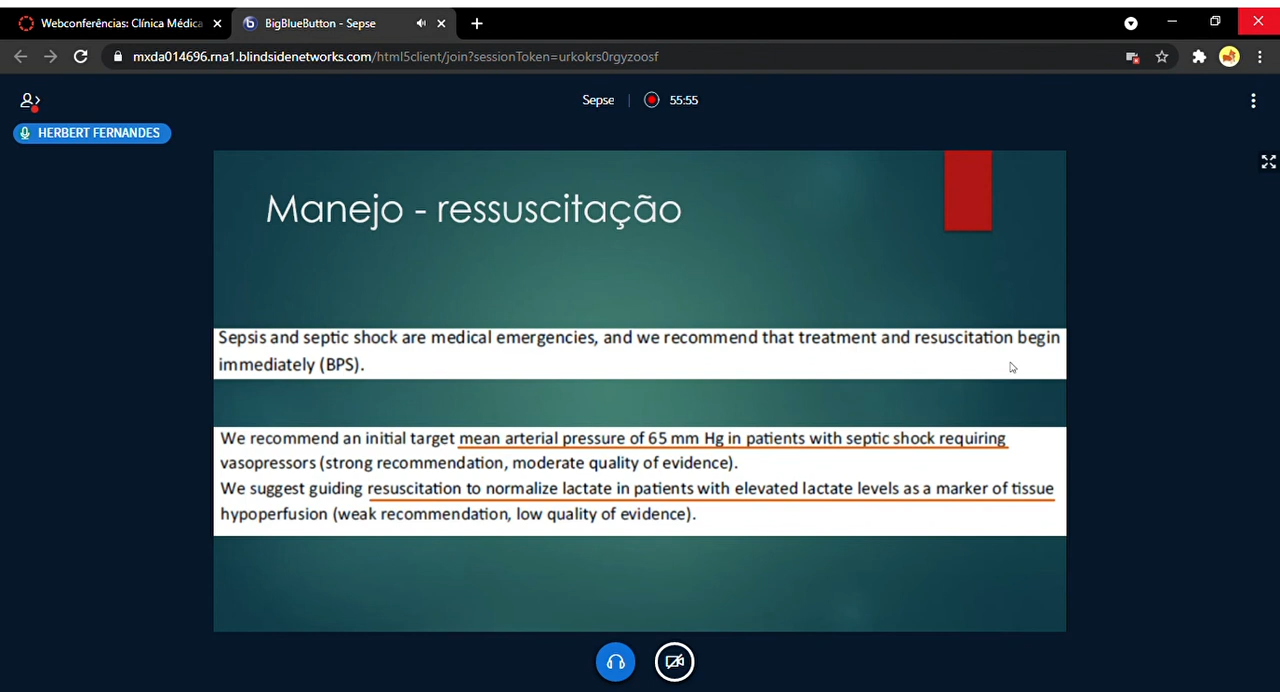 Webconferências: Clínica Médica
BigBlueButton - Sepse
mxda014696.rna1.blindsidenetworks.com/html5client/join?sessionToken=urkokrs0rgyzoosf
Sepse
55:55
HERBERT FERNANDES
Manejo - ressuscitação
Sepsis and septic shock are medical emergencies, and we recommend that treatment and resuscitation begin
immediately (BPS).
We recommend an initial target mean arterial pressure of 65 mm Hg in patients with septic shock requiring
vasopressors (strong recommendation, moderate quality of evidence).
We suggest guiding resuscitation to normalize lactate in patients with elevated lactate levels as a marker of tissue
hypoperfusion (weak recommendation, low quality of evidence).